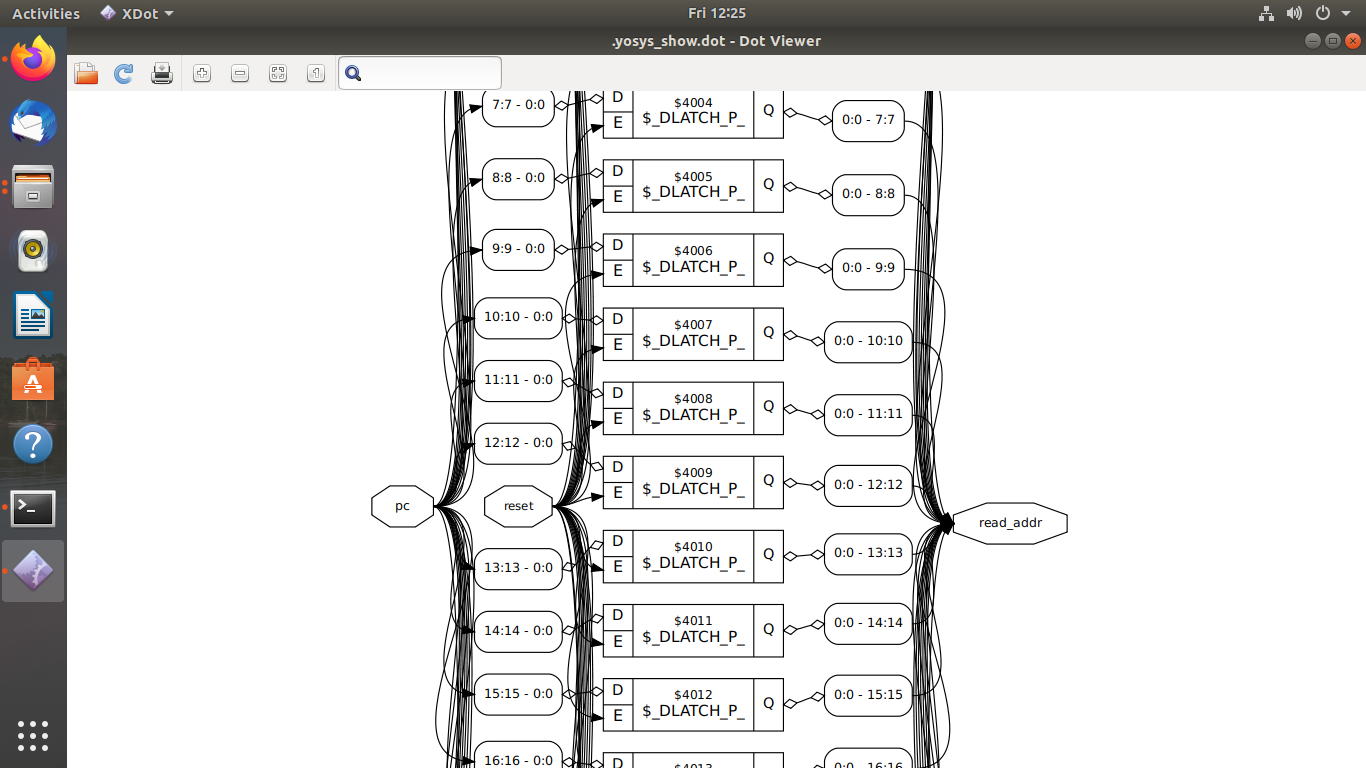 Activities XDot Fri 12:25
.yosys_show.dot - Dot Viewer
1
7:7 - 0:0 D $4004 Q 0:0 - 7:7
E $_DLATCH_P_
8:8 - 0:0 D $4005 Q 0:0 - 8:8
E $_DLATCH_P_
9:9 - 0:0 D $4006 Q 0:0 - 9:9
E $_DLATCH_P_
10:10 - 0:0 D $4007 Q 0:0 - 10:10
E $_DLATCH_P_
11:11 - 0:0 D $4008 Q 0:0 - 11:11
E $_DLATCH_P_
12:12 - 0:0 D $4009 Q 0:0 - 12:12
E $_DLATCH_P_
pc reset read_addr
13:13 - 0:0 D $4010 Q 0:0 - 13:13
E $_DLATCH_P_
14:14 - 0:0 D $4011 Q 0:0 - 14:14
E $_DLATCH_P_
15:15 - 0:0 D $4012 Q 0:0 - 15:15
E $_DLATCH_P_
16:16 - 0:0 D $4013 0:0 - 16:16